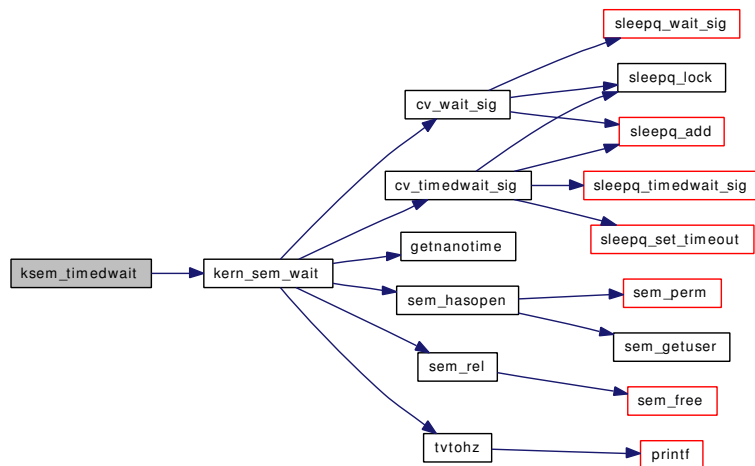 sleepq_wait_sig
sleepq_lock
cv_wait_sig
sleepq_add
cv_timedwait_sig
sleepq_timedwait_sig
sleepq_set_timeout
getnanotime
ksem_timedwait
kern_sem_wait
sem_hasopen
sem_perm
sem_getuser
sem_rel
sem_free
tvtohz
printf